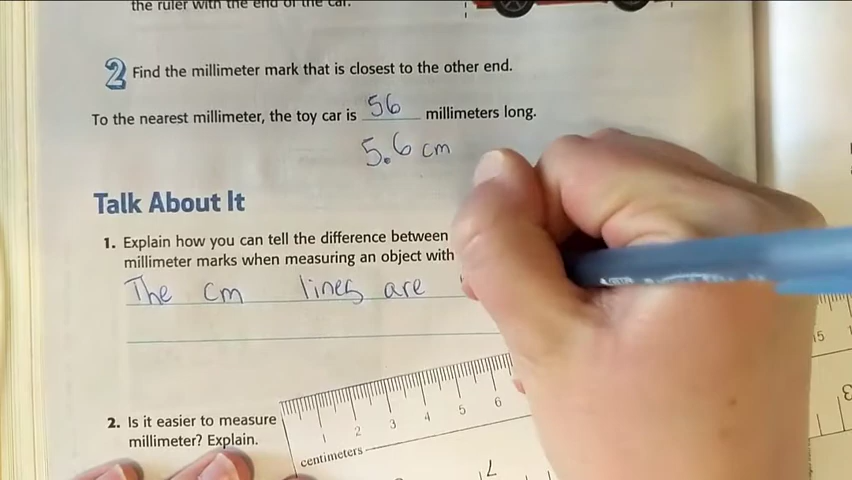 the ruler with the end of the car.
2 Find the millimeter mark that is closest to the other end.
To the nearest millimeter, the toy car is 56 millimeters long.
5.6 cm
Talk About It
1. Explain how you can tell the difference between
millimeter marks when measuring an object with
The cm lines are
2. Is it easier to measure
millimeter? Explain.
1 2 3 4 5 6
centimeters
7
15
3